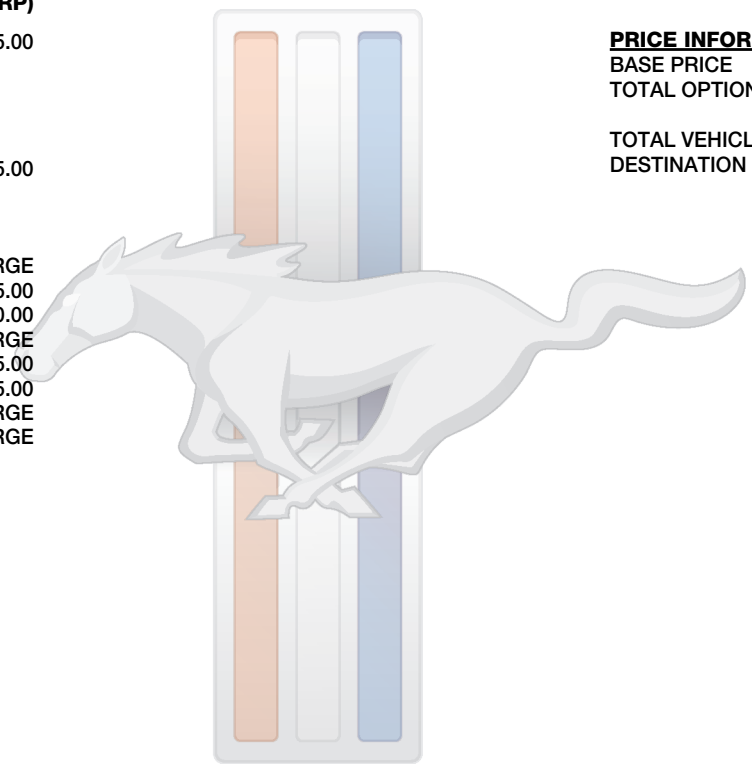 RP)
5.00
5.00
RGE
5.00
0.00
RGE
5.00
5.00
RGE
RGE
PRICE INFOR
BASE PRICE
TOTAL OPTION
TOTAL VEHICL
DESTINATION